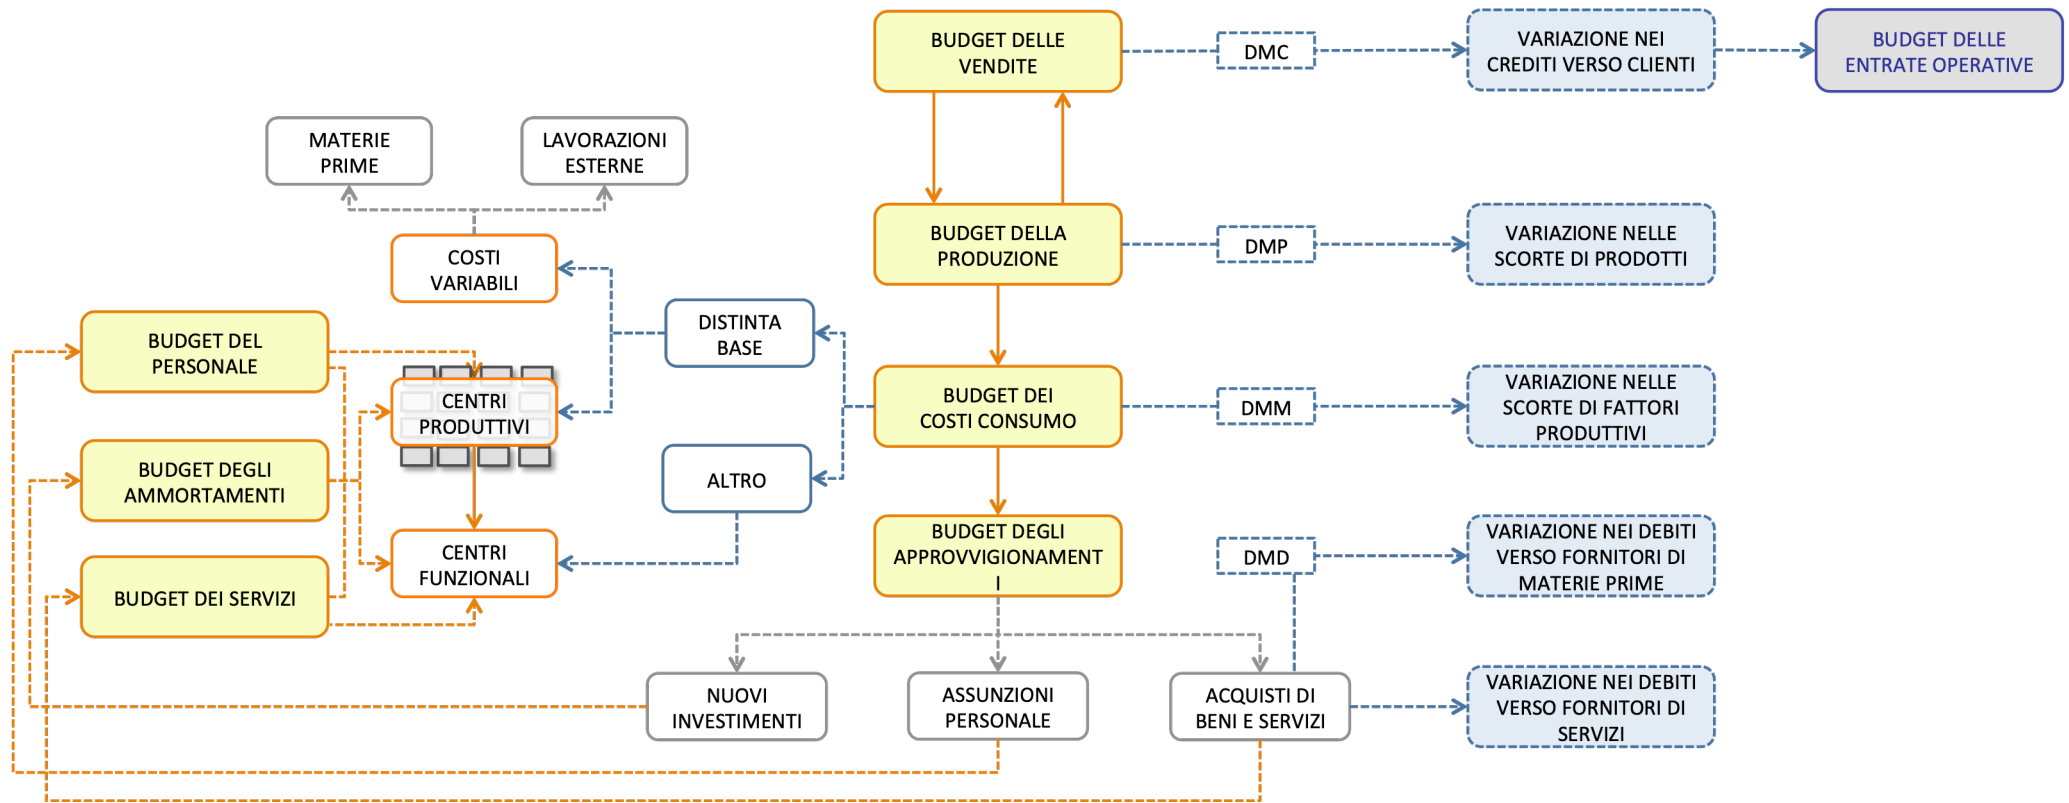 BUDGET DELLE
VENDITE
DMC
VARIAZIONE NEI
CREDITI VERSO CLIENTI
BUDGET DELLE
ENTRATE OPERATIVE
MATERIE
PRIME
LAVORAZIONI
ESTERNE
BUDGET DELLA
PRODUZIONE
DMP
VARIAZIONE NELLE
SCORTE DI PRODOTTI
COSTI
VARIABILI
BUDGET DEL
PERSONALE
DISTINTA
BASE
CENTRI
PRODUTTIVI
BUDGET DEI
COSTI CONSUMO
DMM
VARIAZIONE NELLE
SCORTE DI FATTORI
PRODUTTIVI
BUDGET DEGLI
AMMORTAMENTI
ALTRO
CENTRI
FUNZIONALI
BUDGET DEGLI
APPROVVIGIONAMENT
I
DMD
VARIAZIONE NEI DEBITI
VERSO FORNITORI DI
MATERIE PRIME
BUDGET DEI SERVIZI
NUOVI
INVESTIMENTI
ASSUNZIONI
PERSONALE
ACQUISTI DI
BENI E SERVIZI
VARIAZIONE NEI DEBITI
VERSO FORNITORI DI
SERVIZI